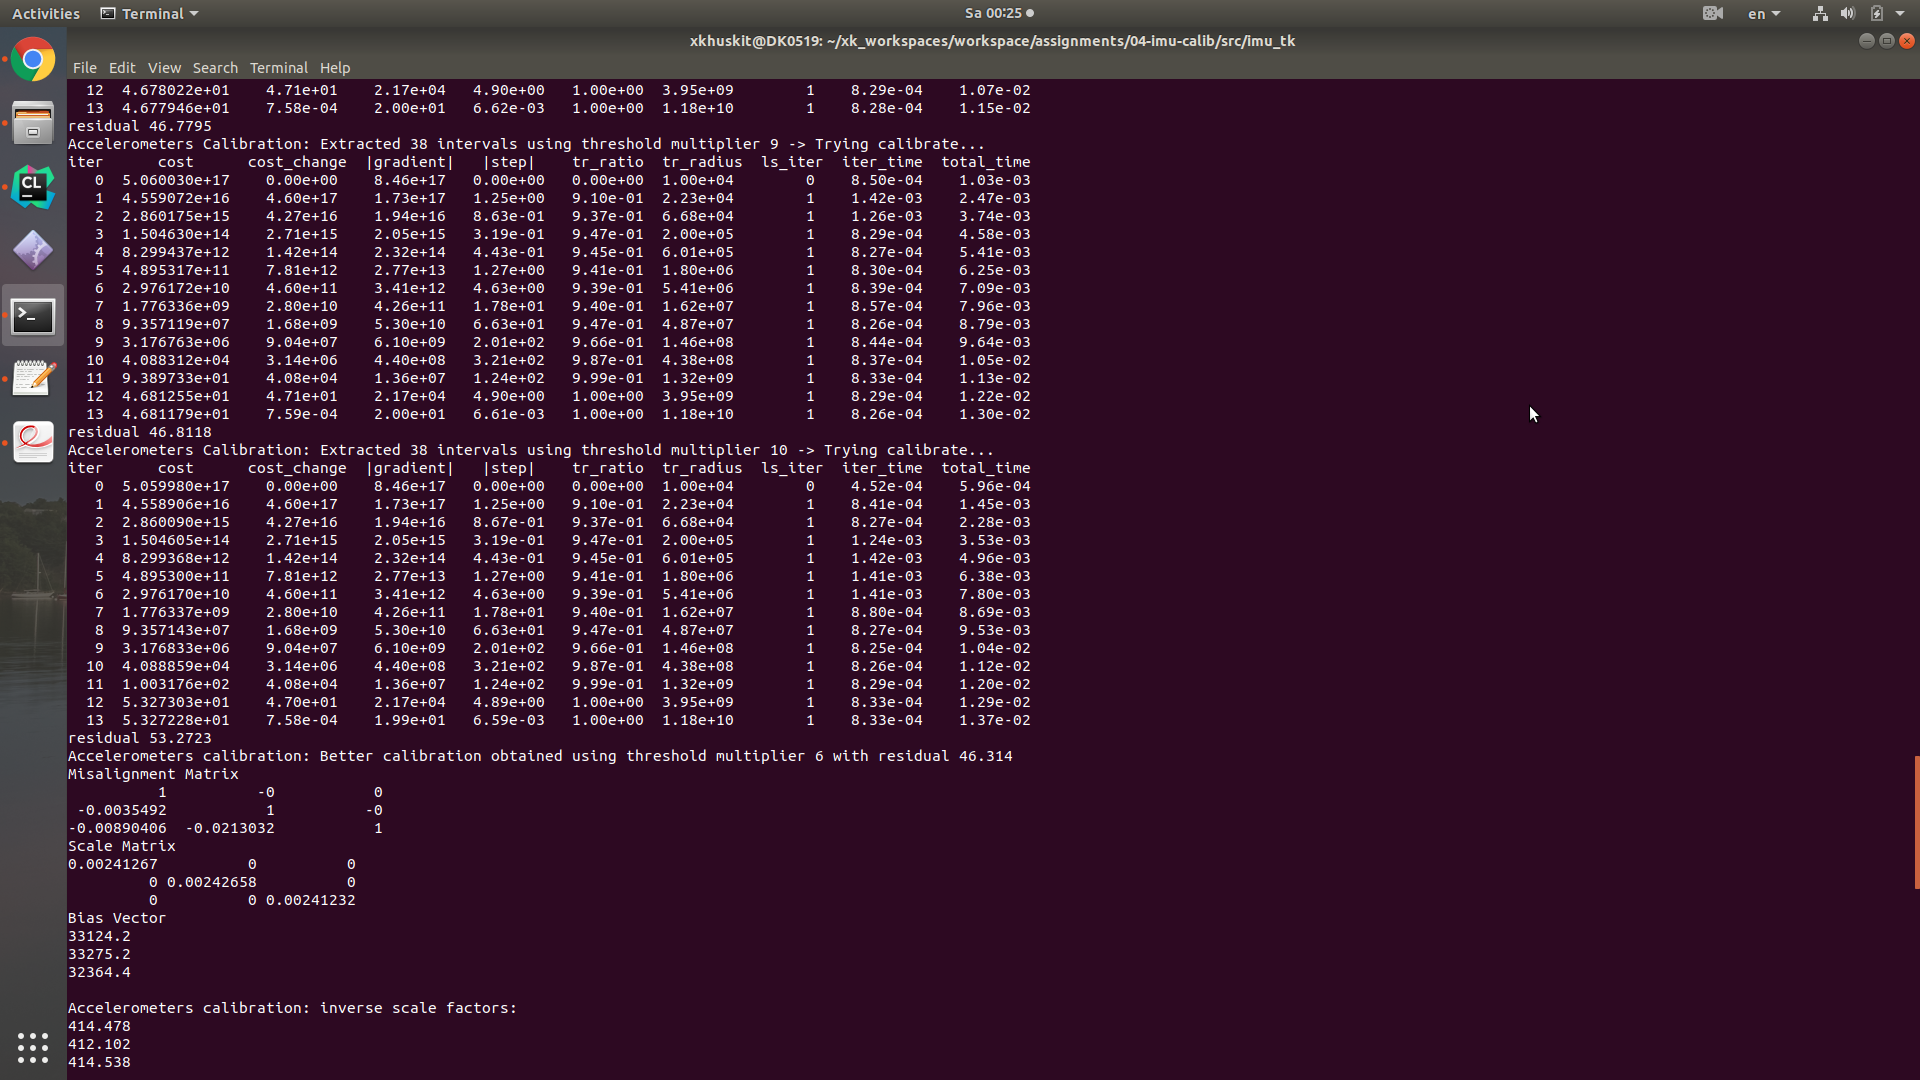 Activities Terminal Sa 00:25 en
xkhuskit@DK0519: ~/xk_workspaces/workspace/assignments/04-imu-calib/src/imu_tk
File Edit View Search Terminal Help
12 4.678022e+01 4.71e+01 2.17e+04 4.90e+00 1.00e+00 3.95e+09 1 8.29e-04 1.07e-02
13 4.677946e+01 7.58e-04 2.00e+01 6.62e-03 1.00e+00 1.18e+10 1 8.28e-04 1.15e-02
residual 46.7795
Accelerometers Calibration: Extracted 38 intervals using threshold multiplier 9 -> Trying calibrate...
iter cost cost_change |gradient| |step| tr_ratio tr_radius ls_iter iter_time total_time
0 5.060030e+17 0.00e+00 8.46e+17 0.00e+00 0.00e+00 1.00e+04 0 8.50e-04 1.03e-03
1 4.559072e+16 4.60e+17 1.73e+17 1.25e+00 9.10e-01 2.23e+04 1 1.42e-03 2.47e-03
2 2.860175e+15 4.27e+16 1.94e+16 8.63e-01 9.37e-01 6.68e+04 1 1.26e-03 3.74e-03
3 1.504630e+14 2.71e+15 2.05e+15 3.19e-01 9.47e-01 2.00e+05 1 8.29e-04 4.58e-03
4 8.299437e+12 1.42e+14 2.32e+14 4.43e-01 9.45e-01 6.01e+05 1 8.27e-04 5.41e-03
5 4.895317e+11 7.81e+12 2.77e+13 1.27e+00 9.41e-01 1.80e+06 1 8.30e-04 6.25e-03
6 2.976172e+10 4.60e+11 3.41e+12 4.63e+00 9.39e-01 5.41e+06 1 8.39e-04 7.09e-03
7 1.776336e+09 2.80e+10 4.26e+11 1.78e+01 9.40e-01 1.62e+07 1 8.57e-04 7.96e-03
8 9.357119e+07 1.68e+09 5.30e+10 6.63e+01 9.47e-01 4.87e+07 1 8.26e-04 8.79e-03
9 3.176763e+06 9.04e+07 6.10e+09 2.01e+02 9.66e-01 1.46e+08 1 8.44e-04 9.64e-03
10 4.088312e+04 3.14e+06 4.40e+08 3.21e+02 9.87e-01 4.38e+08 1 8.37e-04 1.05e-02
11 9.389733e+01 4.08e+04 1.36e+07 1.24e+02 9.99e-01 1.32e+09 1 8.33e-04 1.13e-02
12 4.681255e+01 4.71e+01 2.17e+04 4.90e+00 1.00e+00 3.95e+09 1 8.29e-04 1.22e-02
13 4.681179e+01 7.59e-04 2.00e+01 6.61e-03 1.00e+00 1.18e+10 1 8.26e-04 1.30e-02
residual 46.8118
Accelerometers Calibration: Extracted 38 intervals using threshold multiplier 10 -> Trying calibrate...
iter cost cost_change |gradient| |step| tr_ratio tr_radius ls_iter iter_time total_time
0 5.059980e+17 0.00e+00 8.46e+17 0.00e+00 0.00e+00 1.00e+04 0 4.52e-04 5.96e-04
1 4.558906e+16 4.60e+17 1.73e+17 1.25e+00 9.10e-01 2.23e+04 1 8.41e-04 1.45e-03
2 2.860090e+15 4.27e+16 1.94e+16 8.67e-01 9.37e-01 6.68e+04 1 8.27e-04 2.28e-03
3 1.504605e+14 2.71e+15 2.05e+15 3.19e-01 9.47e-01 2.00e+05 1 1.24e-03 3.53e-03
4 8.299368e+12 1.42e+14 2.32e+14 4.43e-01 9.45e-01 6.01e+05 1 1.42e-03 4.96e-03
5 4.895300e+11 7.81e+12 2.77e+13 1.27e+00 9.41e-01 1.80e+06 1 1.41e-03 6.38e-03
6 2.976170e+10 4.60e+11 3.41e+12 4.63e+00 9.39e-01 5.41e+06 1 1.41e-03 7.80e-03
7 1.776337e+09 2.80e+10 4.26e+11 1.78e+01 9.40e-01 1.62e+07 1 8.80e-04 8.69e-03
8 9.357143e+07 1.68e+09 5.30e+10 6.63e+01 9.47e-01 4.87e+07 1 8.27e-04 9.53e-03
9 3.176833e+06 9.04e+07 6.10e+09 2.01e+02 9.66e-01 1.46e+08 1 8.25e-04 1.04e-02
10 4.088859e+04 3.14e+06 4.40e+08 3.21e+02 9.87e-01 4.38e+08 1 8.26e-04 1.12e-02
11 1.003176e+02 4.08e+04 1.36e+07 1.24e+02 9.99e-01 1.32e+09 1 8.29e-04 1.20e-02
12 5.327303e+01 4.70e+01 2.17e+04 4.89e+00 1.00e+00 3.95e+09 1 8.33e-04 1.29e-02
13 5.327228e+01 7.58e-04 1.99e+01 6.59e-03 1.00e+00 1.18e+10 1 8.33e-04 1.37e-02
residual 53.2723
Accelerometers calibration: Better calibration obtained using threshold multiplier 6 with residual 46.314
Misalignment Matrix
1 -0 0
-0.0035492 1 -0
-0.00890406 -0.0213032 1
Scale Matrix
0.00241267 0 0
0 0.00242658 0
0 0 0.00241232
Bias Vector
33124.2
33275.2
32364.4
Accelerometers calibration: inverse scale factors:
414.478
412.102
414.538
CL